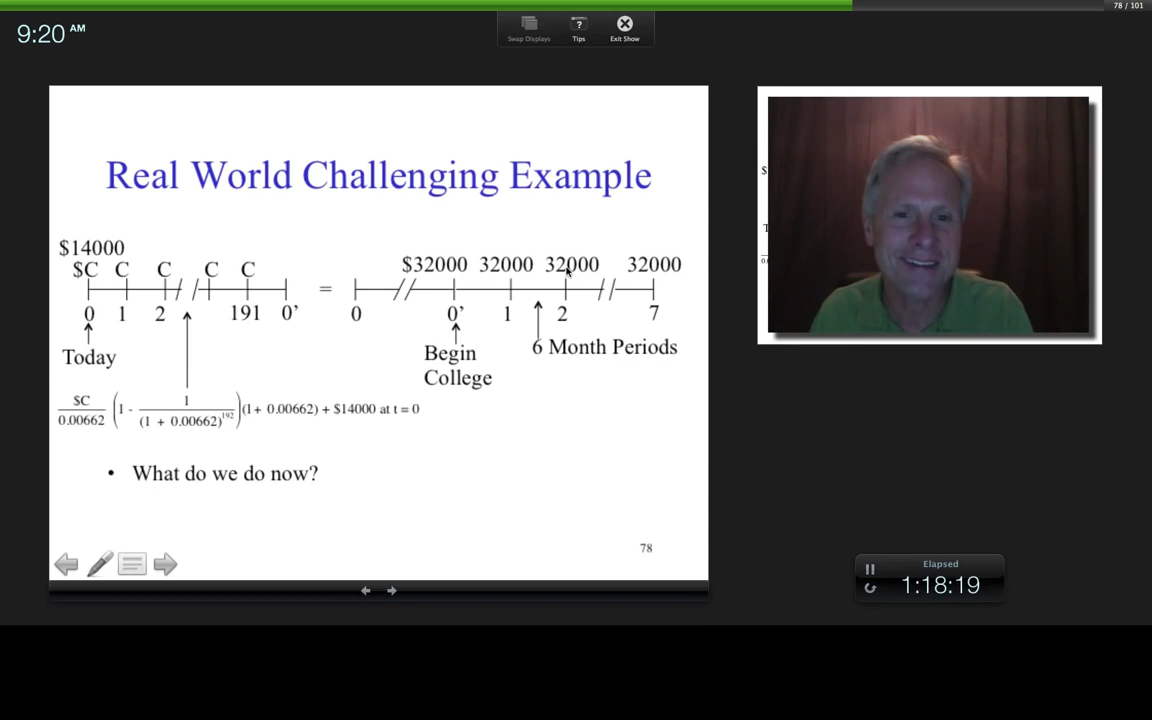 78 / 101
9:20 AM
Swap Displays
Tips
Exit Show
Real World Challenging Example
$14000
$C C C C C
0 1 2 191 0’
Today
=
$32000 32000 32000 32000
0 0’ 1 2 7
Begin
College
6 Month Periods
$C
0.00662
(1 - 1
(1 + 0.00662)192
)(1+ 0.00662) + $14000 at t = 0
• What do we do now?
78
$
Elapsed
1:18:19